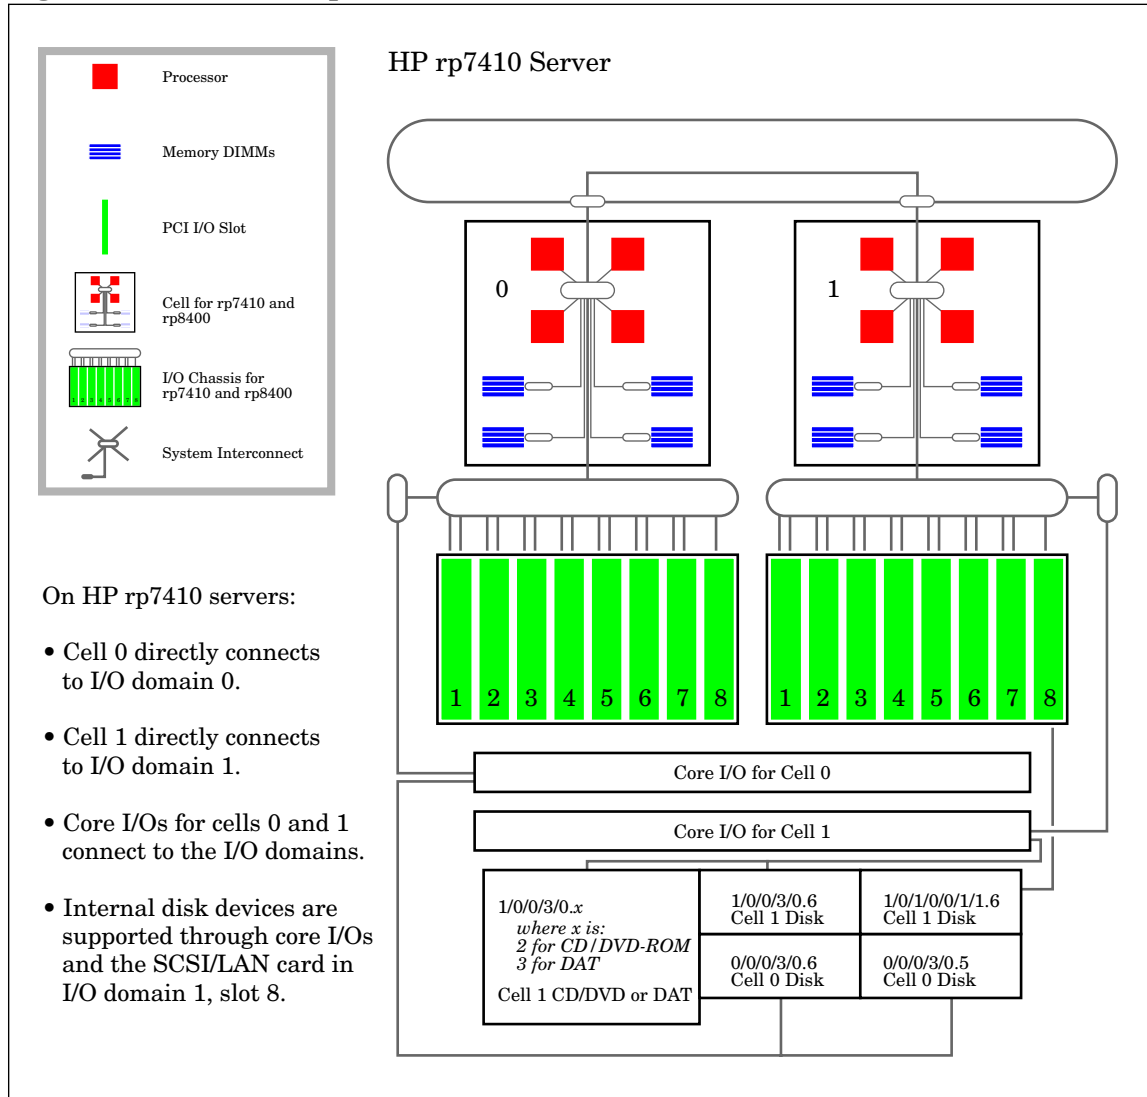 HP rp7410 Server
Processor
Memory DIMMs
PCI I/O Slot
Cell for rp7410 and
rp8400
1 2 3 4 5 6 7 8
I/O Chassis for
rp7410 and rp8400
System Interconnect
0
1
1 2 3 4 5 6 7 8
1 2 3 4 5 6 7 8
On HP rp7410 servers:
• Cell 0 directly connects
to I/O domain 0.
• Cell 1 directly connects
to I/O domain 1.
• Core I/Os for cells 0 and 1
connect to the I/O domains.
• Internal disk devices are
supported through core I/Os
and the SCSI/LAN card in
I/O domain 1, slot 8.
Core I/O for Cell 0
Core I/O for Cell 1
1/0/0/3/0.x
where x is:
2 for CD/DVD-ROM
3 for DAT
Cell 1 CD/DVD or DAT
1/0/0/3/0.6
Cell 1 Disk
1/0/1/0/0/1/1.6
Cell 1 Disk
0/0/0/3/0.6
Cell 0 Disk
0/0/0/3/0.5
Cell 0 Disk